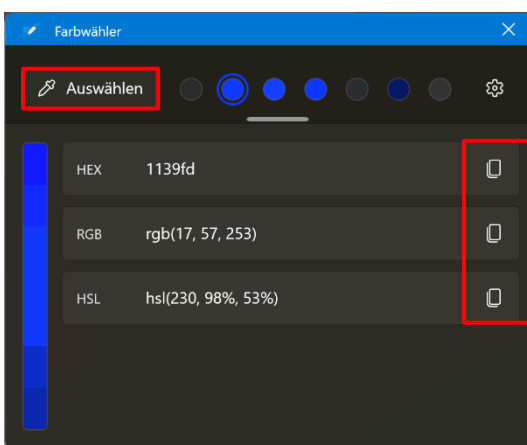 Farbwähler
Auswählen
HEX 1139fd
RGB rgb(17, 57, 253)
HSL hsl(230, 98%, 53%)